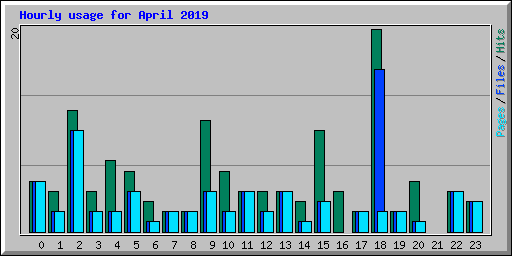 Hourly usage for April 2019
20
Pages / Files / Hits
0 1 2 3 4 5 6 7 8 9 10 11 12 13 14 15 16 17 18 19 20 21 22 23